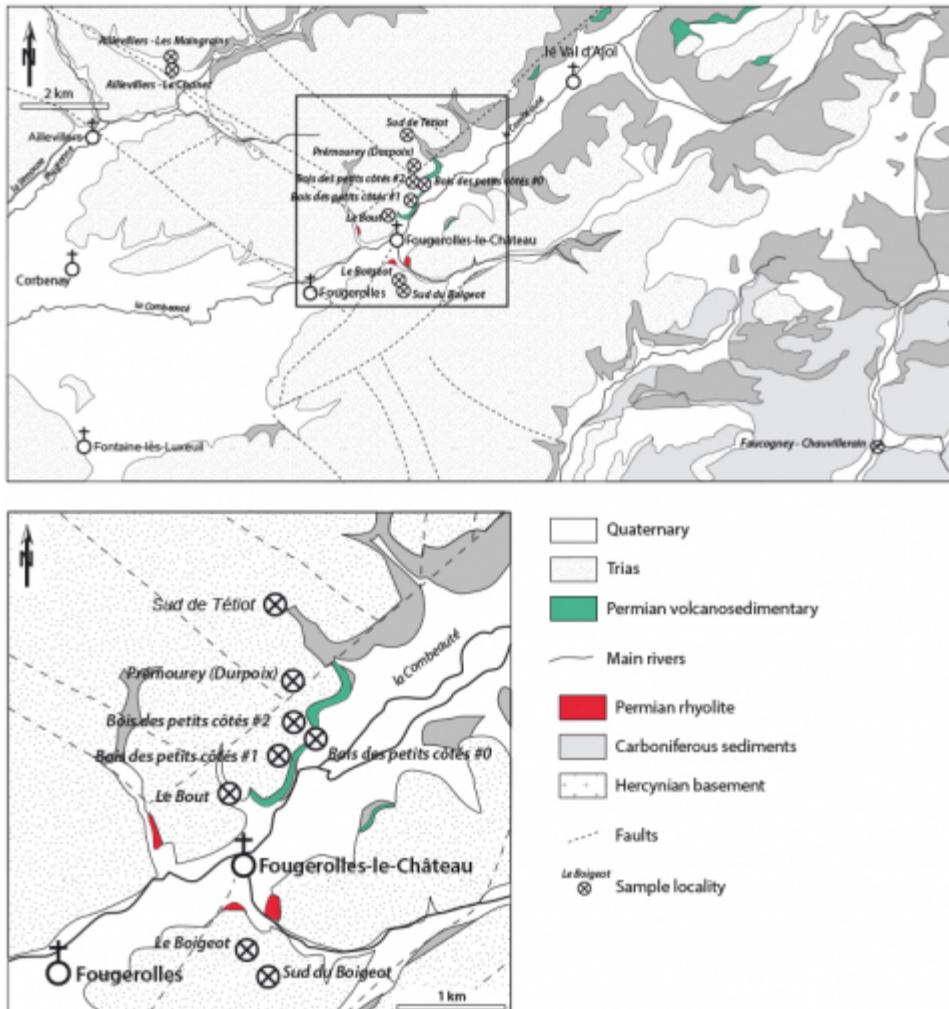 N
2 km
Aillevillers - Les Maingrains
Aillevillers - Le Chanet
Aillevillers
le Val d'Ajol
la Combeauté
Sud de Tétiot
Prémourey (Durpoix)
Bois des petits côtés #2
Bois des petits côtés #0
Bois des petits côtés #1
Le Bout
Fougerolles-le-Château
Corbenay
Le Boigeot
Fougerolles
Sud du Boigeot
Fontaine-lès-Luxeuil
Faucogney - Chauvillerain
N
Sud de Tétiot
la Combeauté
Prémourey (Durpoix)
Bois des petits côtés #2
Bois des petits côtés #1
Bois des petits côtés #0
Le Bout
Fougerolles-le-Château
Le Boigeot
Fougerolles
Sud du Boigeot
1 km
Quaternary
Trias
Permian volcanosedimentary
Main rivers
Permian rhyolite
Carboniferous sediments
Hercynian basement
Faults
Le Boigeot
Sample locality